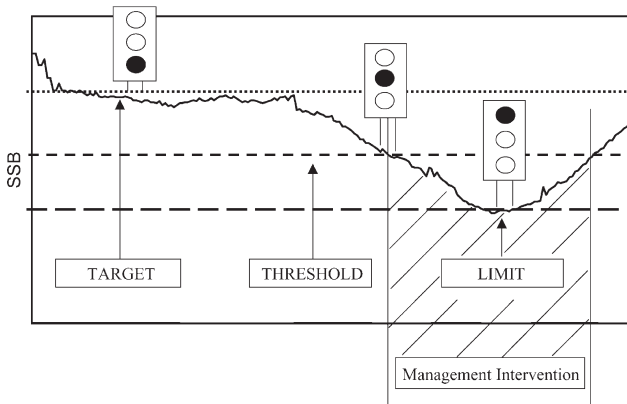 SSB
TARGET
THRESHOLD
LIMIT
Management Intervention